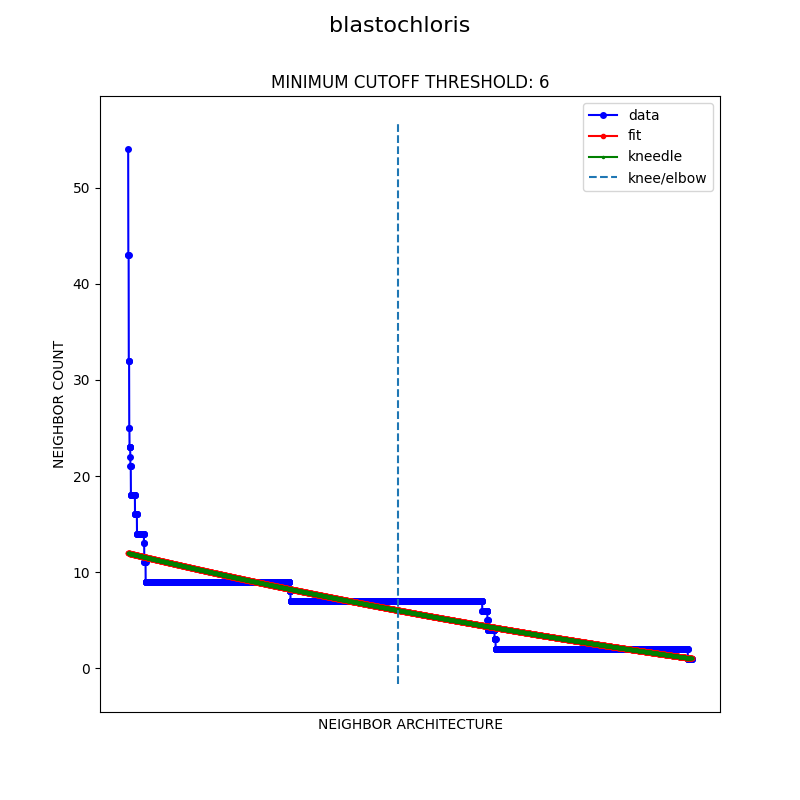 blastochloris
MINIMUM CUTOFF THRESHOLD: 6
data
fit
kneedle
knee/elbow
50
40
30
20
10
0
NEIGHBOR COUNT
NEIGHBOR ARCHITECTURE